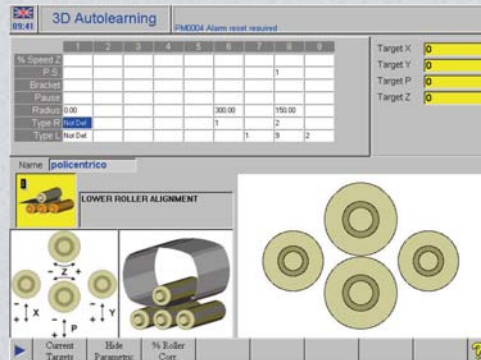 09:41 3D Autolearning PM0004 Alarm reset required
1 2 3 4 5 6 7 8 9
% Speed Z
P.S. 1
Bracket
Pause
Radius 0.00 300.00 150.00
Type R Not Def 1 2
Type L Not Def 1 9 2
Target X 0
Target Y 0
Target P 0
Target Z 0
Name policentrico
1
LOWER ROLLER ALIGNMENT
- Z +
- X + - Y +
- P +
Current Targets
Hide Parametric
% Roller Corr.